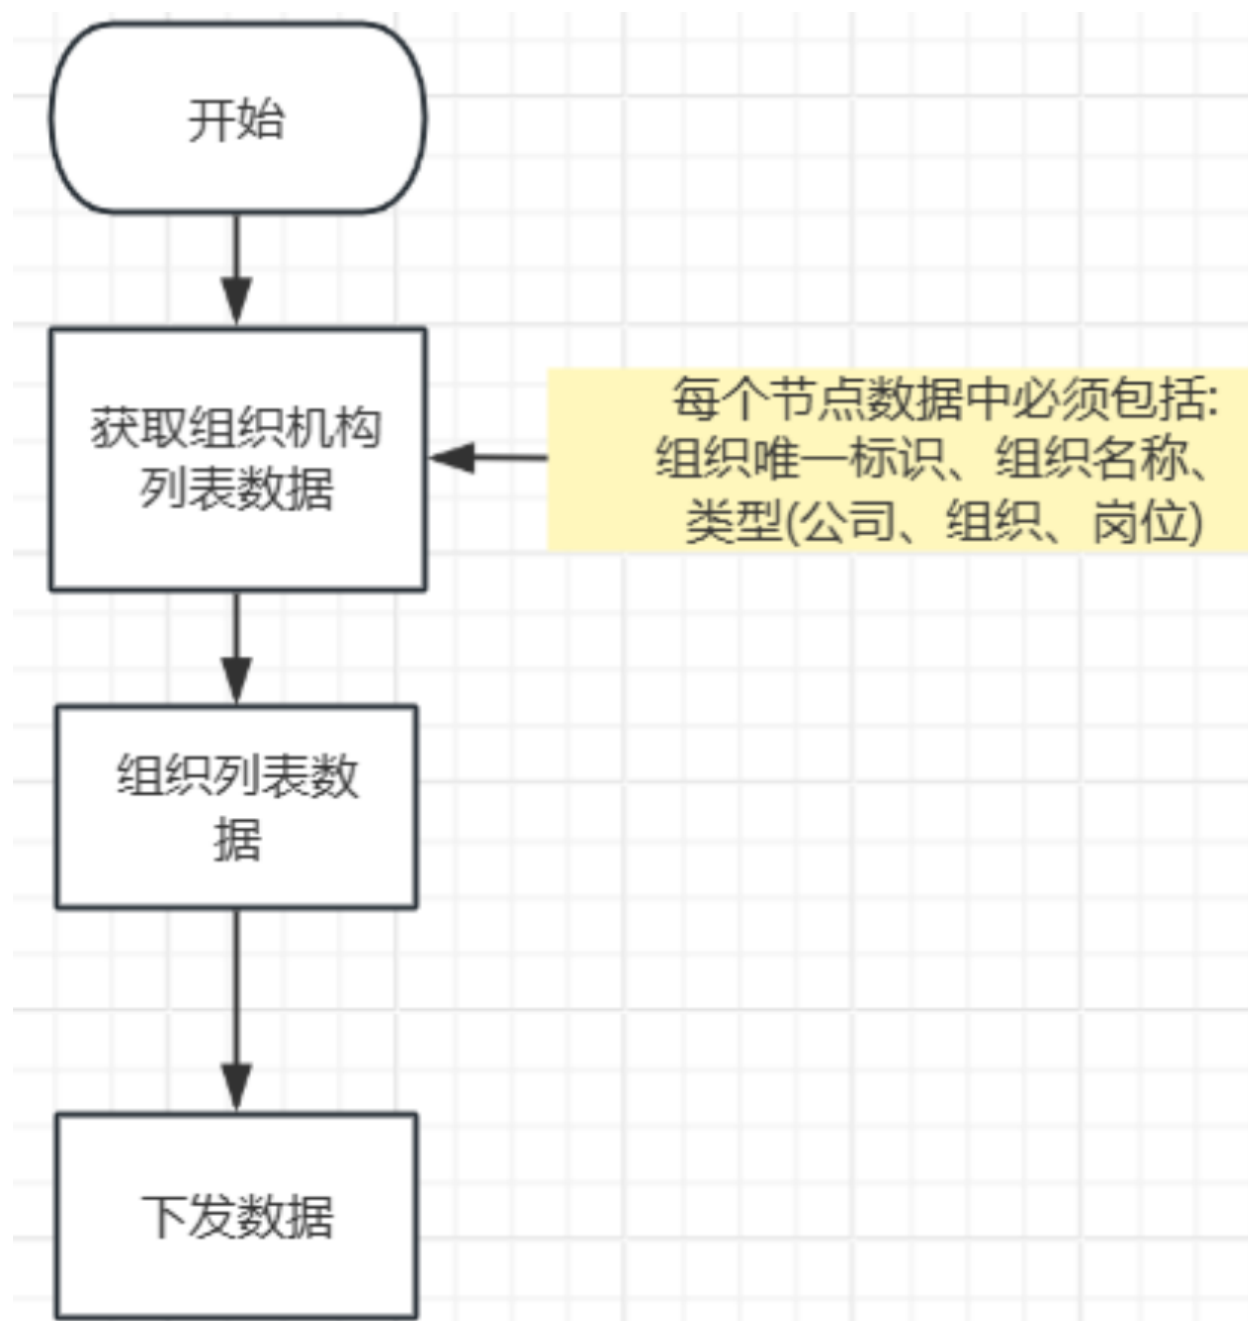 开始
获取组织机构
列表数据
每个节点数据中必须包括:
组织唯一标识、组织名称、
类型(公司、组织、岗位)
组织列表数
据
下发数据